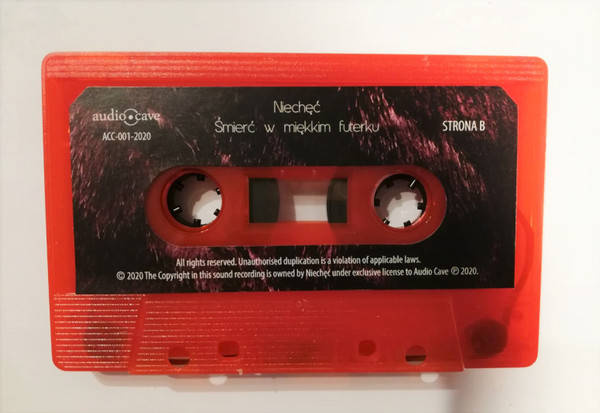 Niechęć
audio cave
Śmierć w miękkim futerku
STRONA B
ACC-001-2020
All rights reserved. Unauthorised duplication is a violation of applicable laws.
© 2020 The Copyright in this sound recording is owned by Niechęć under exclusive license to Audio Cave ℗ 2020.